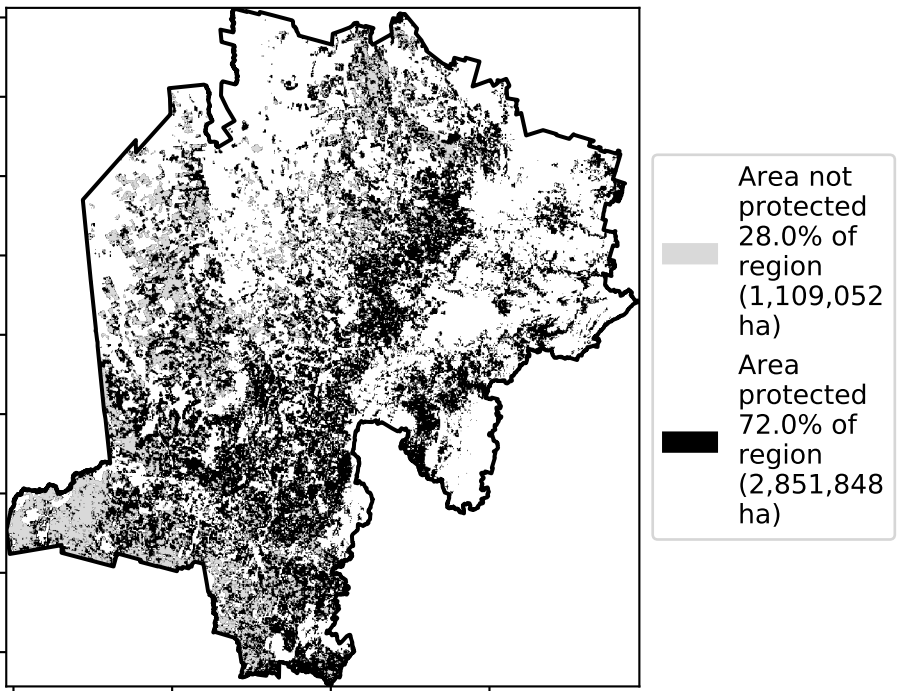 Area not
protected
28.0% of
region
(1,109,052
ha)
Area
protected
72.0% of
region
(2,851,848
ha)